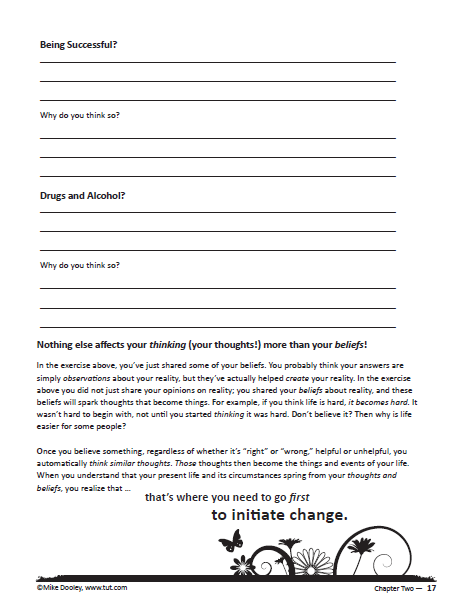 Being Successful?
Why do you think so?
Drugs and Alcohol?
Why do you think so?
Nothing else affects your thinking (your thoughts!) more than your beliefs!
In the exercise above, you’ve just shared some of your beliefs. You probably think your answers are
simply observations about your reality, but they’ve actually helped create your reality. In the exercise
above you did not just share your opinions on reality; you shared your beliefs about reality, and these
beliefs will spark thoughts that become things. For example, if you think life is hard, it becomes hard. It
wasn’t hard to begin with, not until you started thinking it was hard. Don’t believe it? Then why is life
easier for some people?
Once you believe something, regardless of whether it’s “right” or “wrong,” helpful or unhelpful, you
automatically think similar thoughts. Those thoughts then become the things and events of your life.
When you understand that your present life and its circumstances spring from your thoughts and
beliefs, you realize that …
that’s where you need to go first
to initiate change.
©Mike Dooley, www.tut.com
Chapter Two — 17